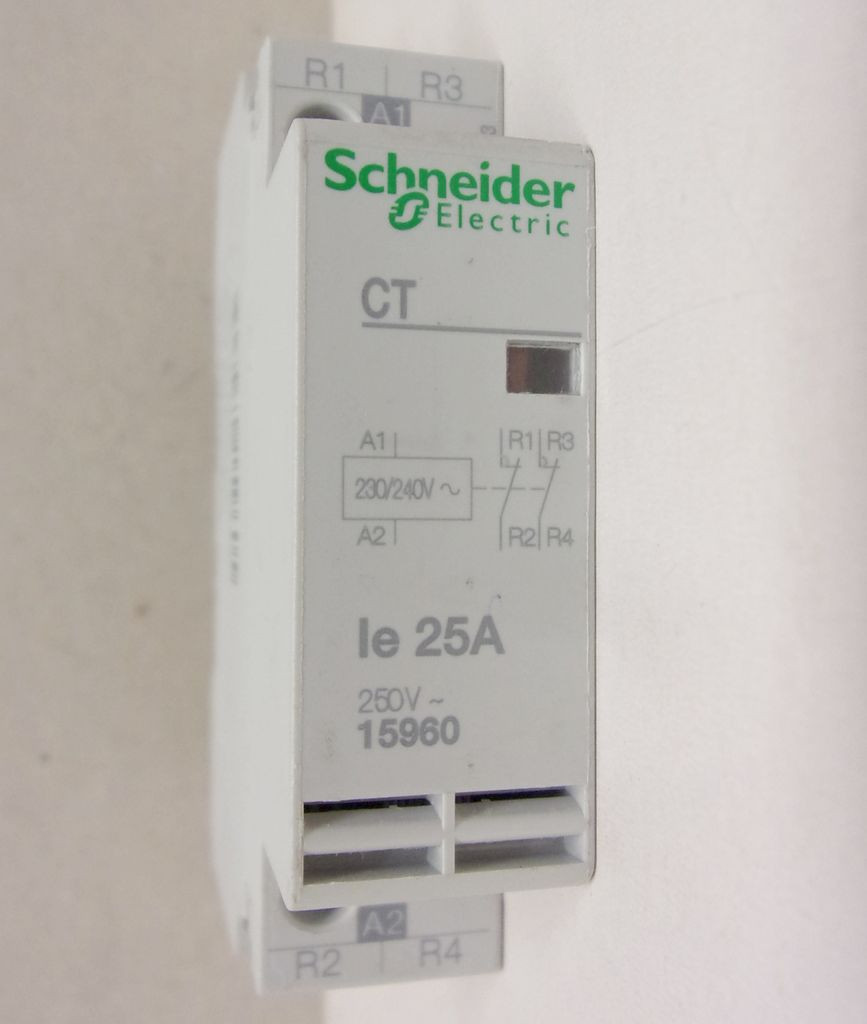 R1 R3
A1
Schneider
Electric
CT
A1 R1 R3
230/240V ~
A2 R2 R4
Ie 25A
250V ~
15960
A2
R2 R4